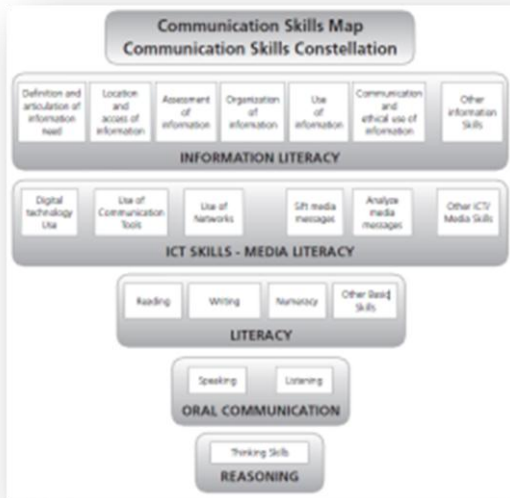 Communication Skills Map
Communication Skills Constellation
Definition and
articulation of
information
need
Location
and
access of
information
Assessment
of
information
Organization
of
information
Use
of
information
Communication
and
ethical use of
information
Other
information
Skills
INFORMATION LITERACY
Digital
technology
Use
Use of
Communication
Tools
Use of
Networks
Sift media
messages
Analyze
media
messages
Other ICT/
Media Skills
ICT SKILLS - MEDIA LITERACY
Reading
Writing
Numeracy
Other Basic
Skills
LITERACY
Speaking
Listening
ORAL COMMUNICATION
Thinking Skills
REASONING